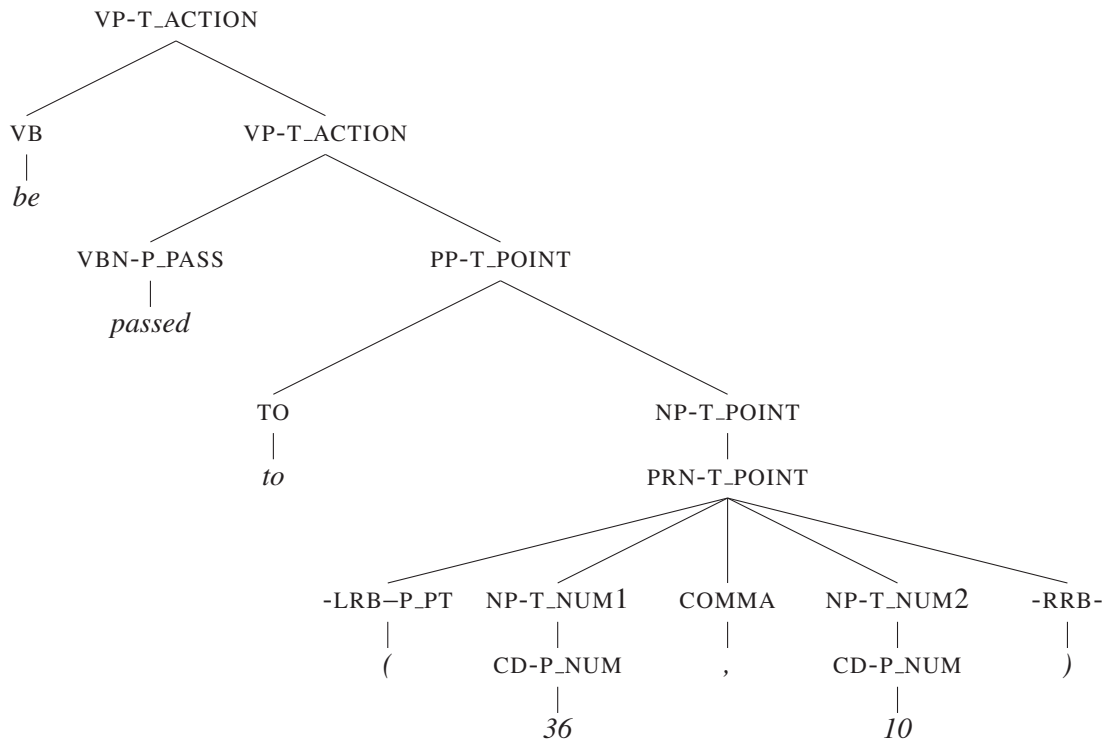 VP-T_ACTION
VB VP-T_ACTION
be
VBN-P_PASS PP-T_POINT
passed
TO NP-T_POINT
to PRN-T_POINT
-LRB–P_PT NP-T_NUM1 COMMA NP-T_NUM2 -RRB-
( CD-P_NUM , CD-P_NUM )
36 10